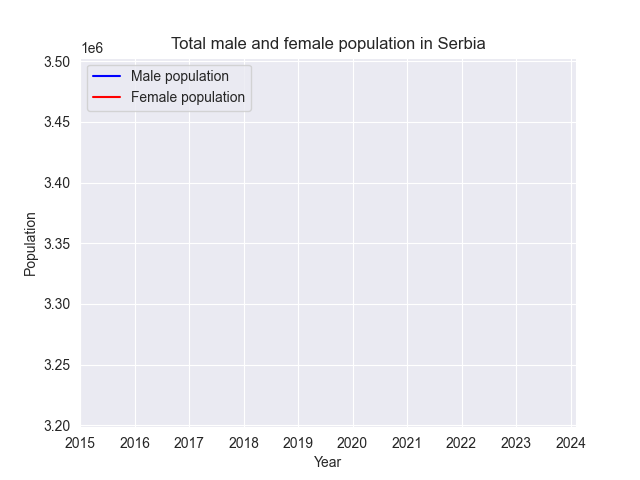 Total male and female population in Serbia
1e6
Male population
Female population
3.50
3.45
3.40
3.35
3.30
3.25
3.20
Population
2015 2016 2017 2018 2019 2020 2021 2022 2023 2024
Year